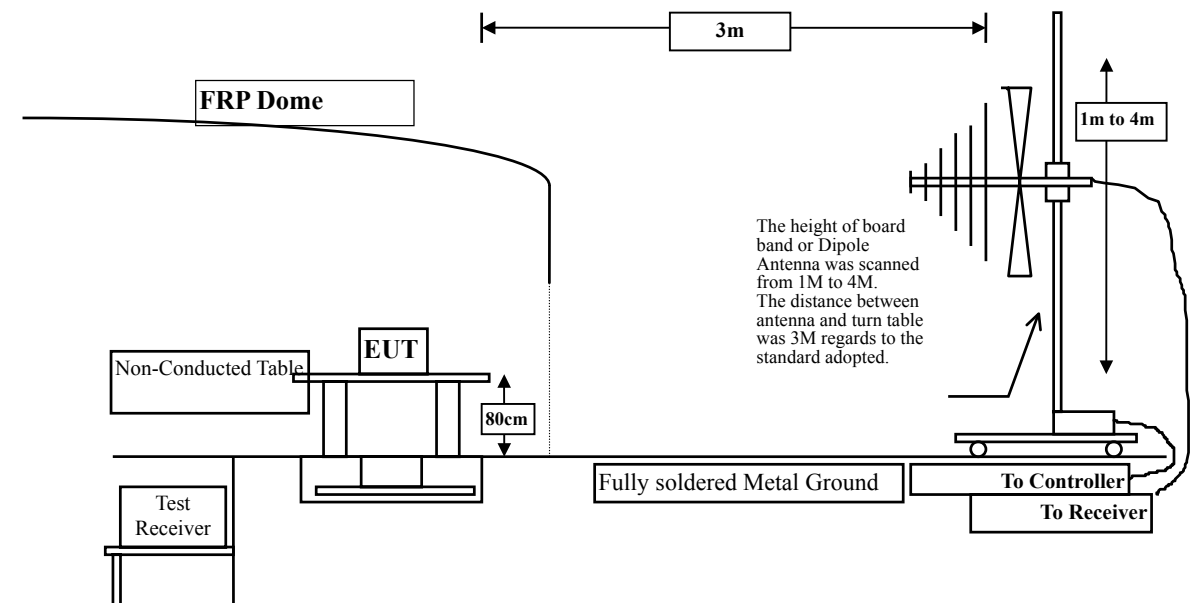 3m
FRP Dome
1m to 4m
The height of board
band or Dipole
Antenna was scanned
from 1M to 4M.
The distance between
antenna and turn table
was 3M regards to the
standard adopted.
EUT
Non-Conducted Table
80cm
Fully soldered Metal Ground
To Controller
To Receiver
Test
Receiver